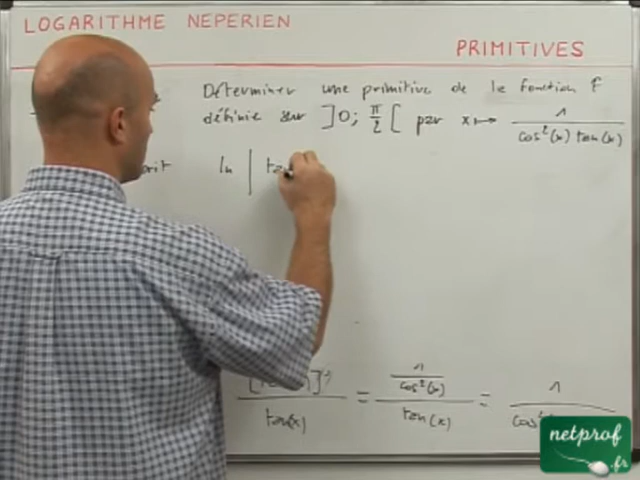 LOGARITHME NEPERIEN
PRIMITIVES
Déterminer une primitive de la fonction f
définie sur ]0; π/2[ par x ↦ 1/(cos²(x) tan(x))
ln | tan
= (1/cos²(x))/tan(x) = 1
tan(x)
netprof
.fr